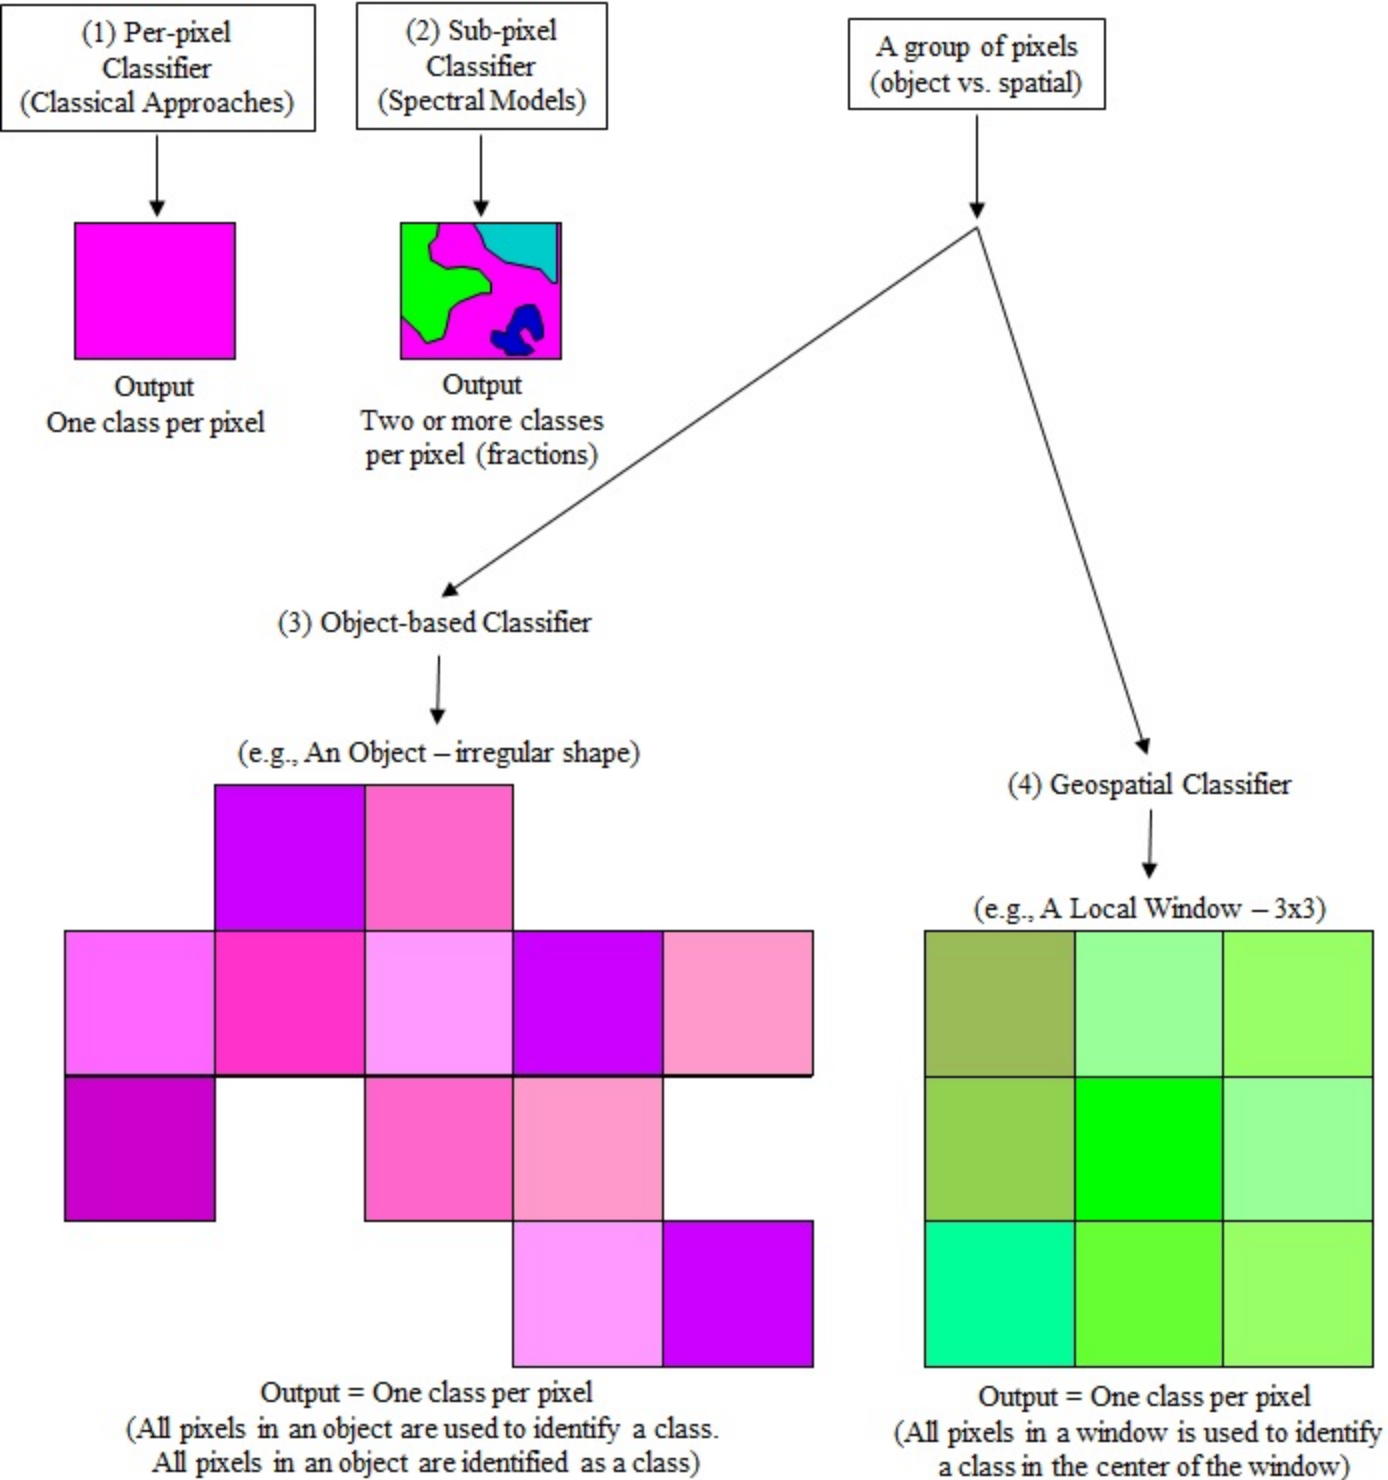 (1) Per-pixel
Classifier
(Classical Approaches)
(2) Sub-pixel
Classifier
(Spectral Models)
A group of pixels
(object vs. spatial)
Output
One class per pixel
Output
Two or more classes
per pixel (fractions)
(3) Object-based Classifier
(e.g., An Object – irregular shape)
(4) Geospatial Classifier
(e.g., A Local Window – 3x3)
Output = One class per pixel
(All pixels in an object are used to identify a class.
All pixels in an object are identified as a class)
Output = One class per pixel
(All pixels in a window is used to identify
a class in the center of the window)